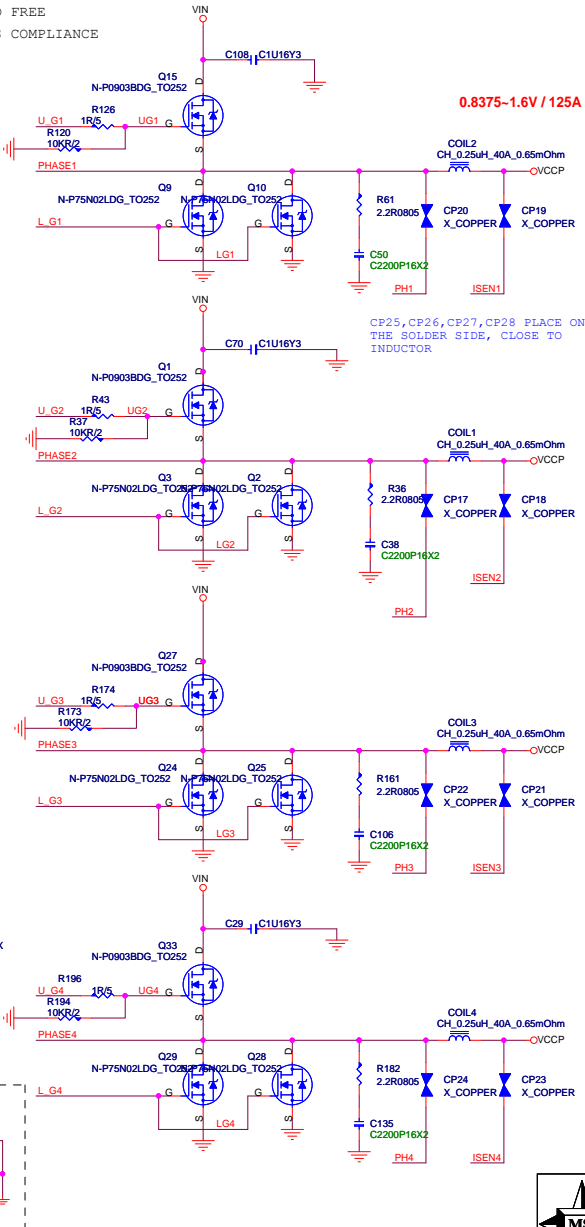 FREE
COMPLIANCE
VIN
C108 C1U16Y3
Q15
N-P0903BDG_TO252
D
0.8375~1.6V / 125A
R126
U_G1 1R/5 UG1 G
R120
10KR/2
S
COIL2
CH_0.25uH_40A_0.65mOhm
PHASE1
VCCP
Q9 Q10
D D
N-P75N02LDG_TO252
R61
2.2R0805
CP20 CP19
X_COPPER X_COPPER
L_G1 G G
LG1
S S
C50
C2200P16X2
PH1 ISEN1
VIN
CP25,CP26,CP27,CP28 PLACE ON
THE SOLDER SIDE, CLOSE TO
INDUCTOR
C70 C1U16Y3
Q1
N-P0903BDG_TO252
D
R43
U_G2 1R/5 UG2 G
R37
10KR/2
S
COIL1
CH_0.25uH_40A_0.65mOhm
PHASE2
VCCP
Q3 Q2
D D
R36
2.2R0805
CP17 CP18
X_COPPER X_COPPER
L_G2 G G
LG2
S S
C38
C2200P16X2
ISEN2
PH2
VIN
Q27
N-P0903BDG_TO252
D
R174
U_G3 1R/5 UG3 G
R173
10KR/2
S
COIL3
CH_0.25uH_40A_0.65mOhm
PHASE3
VCCP
Q24 Q25
D D
N-P75N02LDG_TO252 N-P75N02LDG_TO252
R161
2.2R0805
CP22 CP21
X_COPPER X_COPPER
L_G3 G G
LG3
S S
C106
C2200P16X2
PH3 ISEN3
VIN
C29 C1U16Y3
Q33
N-P0903BDG_TO252
D
R196
U_G4 1R/5 UG4 G
R194
10KR/2
S
COIL4
CH_0.25uH_40A_0.65mOhm
PHASE4
VCCP
Q29 Q28
D D
R182
2.2R0805
CP24 CP23
X_COPPER X_COPPER
L_G4 G G
LG4
S S
C135
C2200P16X2
PH4 ISEN4